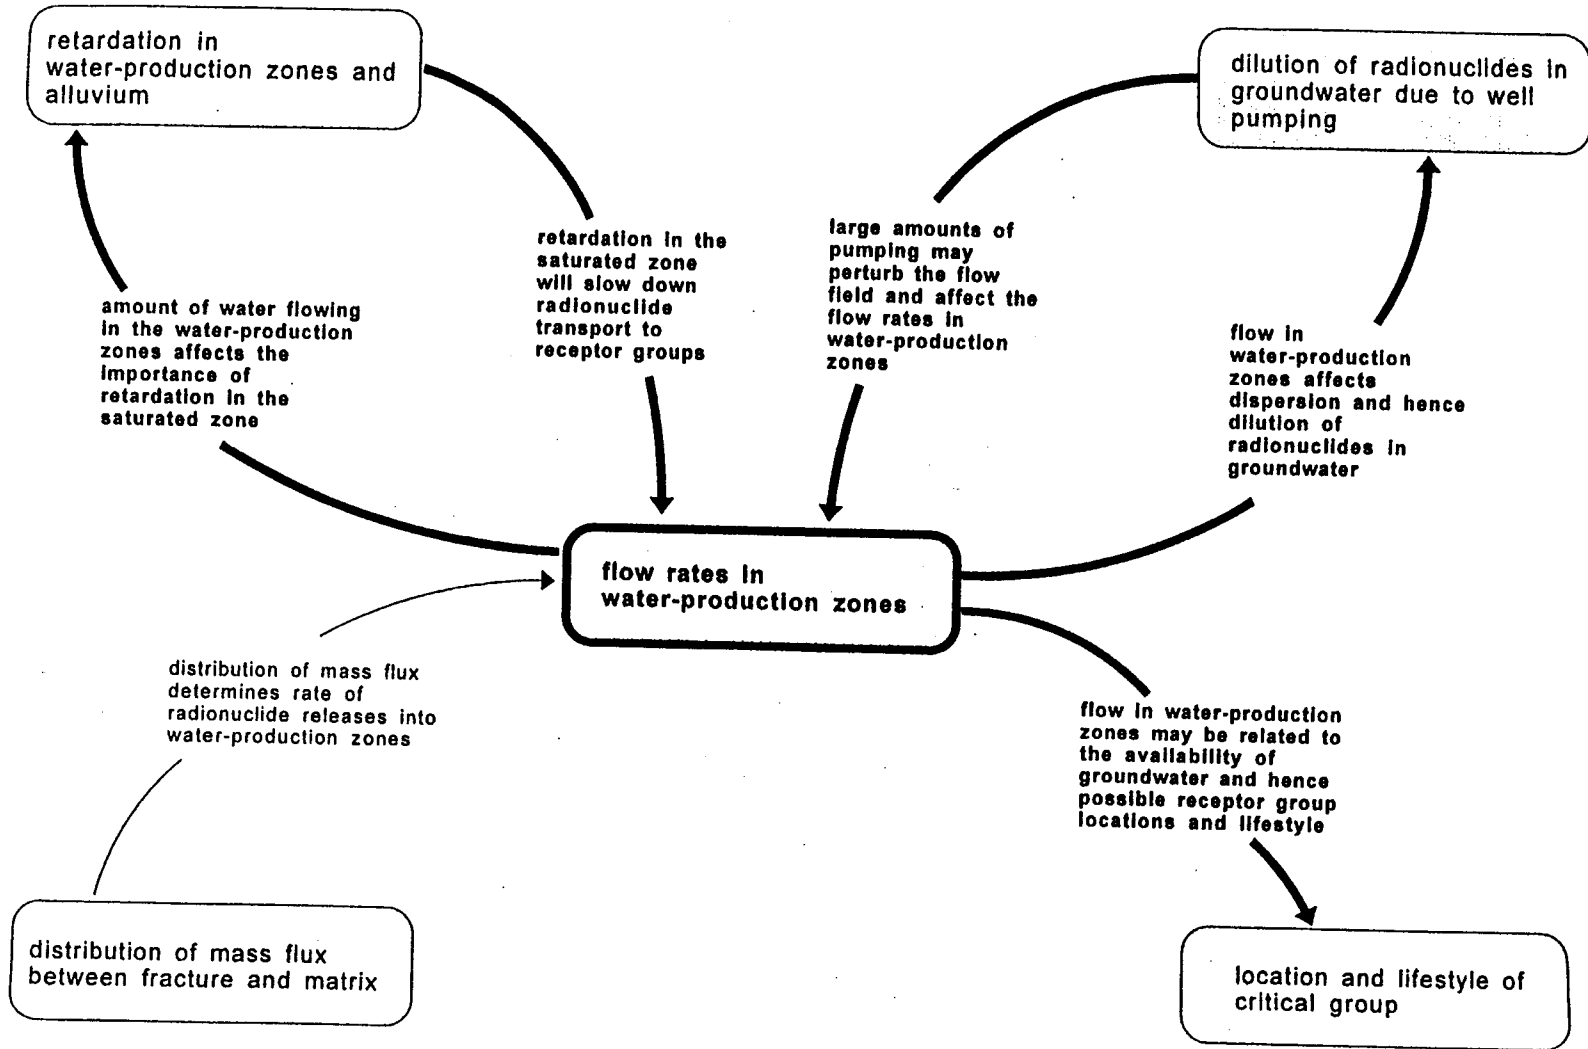 retardation in
water-production zones and
alluvium
dilution of radionuclides in
groundwater due to well
pumping
amount of water flowing
in the water-production
zones affects the
importance of
retardation in the
saturated zone
retardation in the
saturated zone
will slow down
radionuclide
transport to
receptor groups
large amounts of
pumping may
perturb the flow
field and affect the
flow rates in
water-production
zones
flow in
water-production
zones affects
dispersion and hence
dilution of
radionuclides in
groundwater
flow rates in
water-production zones
distribution of mass flux
determines rate of
radionuclide releases into
water-production zones
flow in water-production
zones may be related to
the availability of
groundwater and hence
possible receptor group
locations and lifestyle
distribution of mass flux
between fracture and matrix
location and lifestyle of
critical group